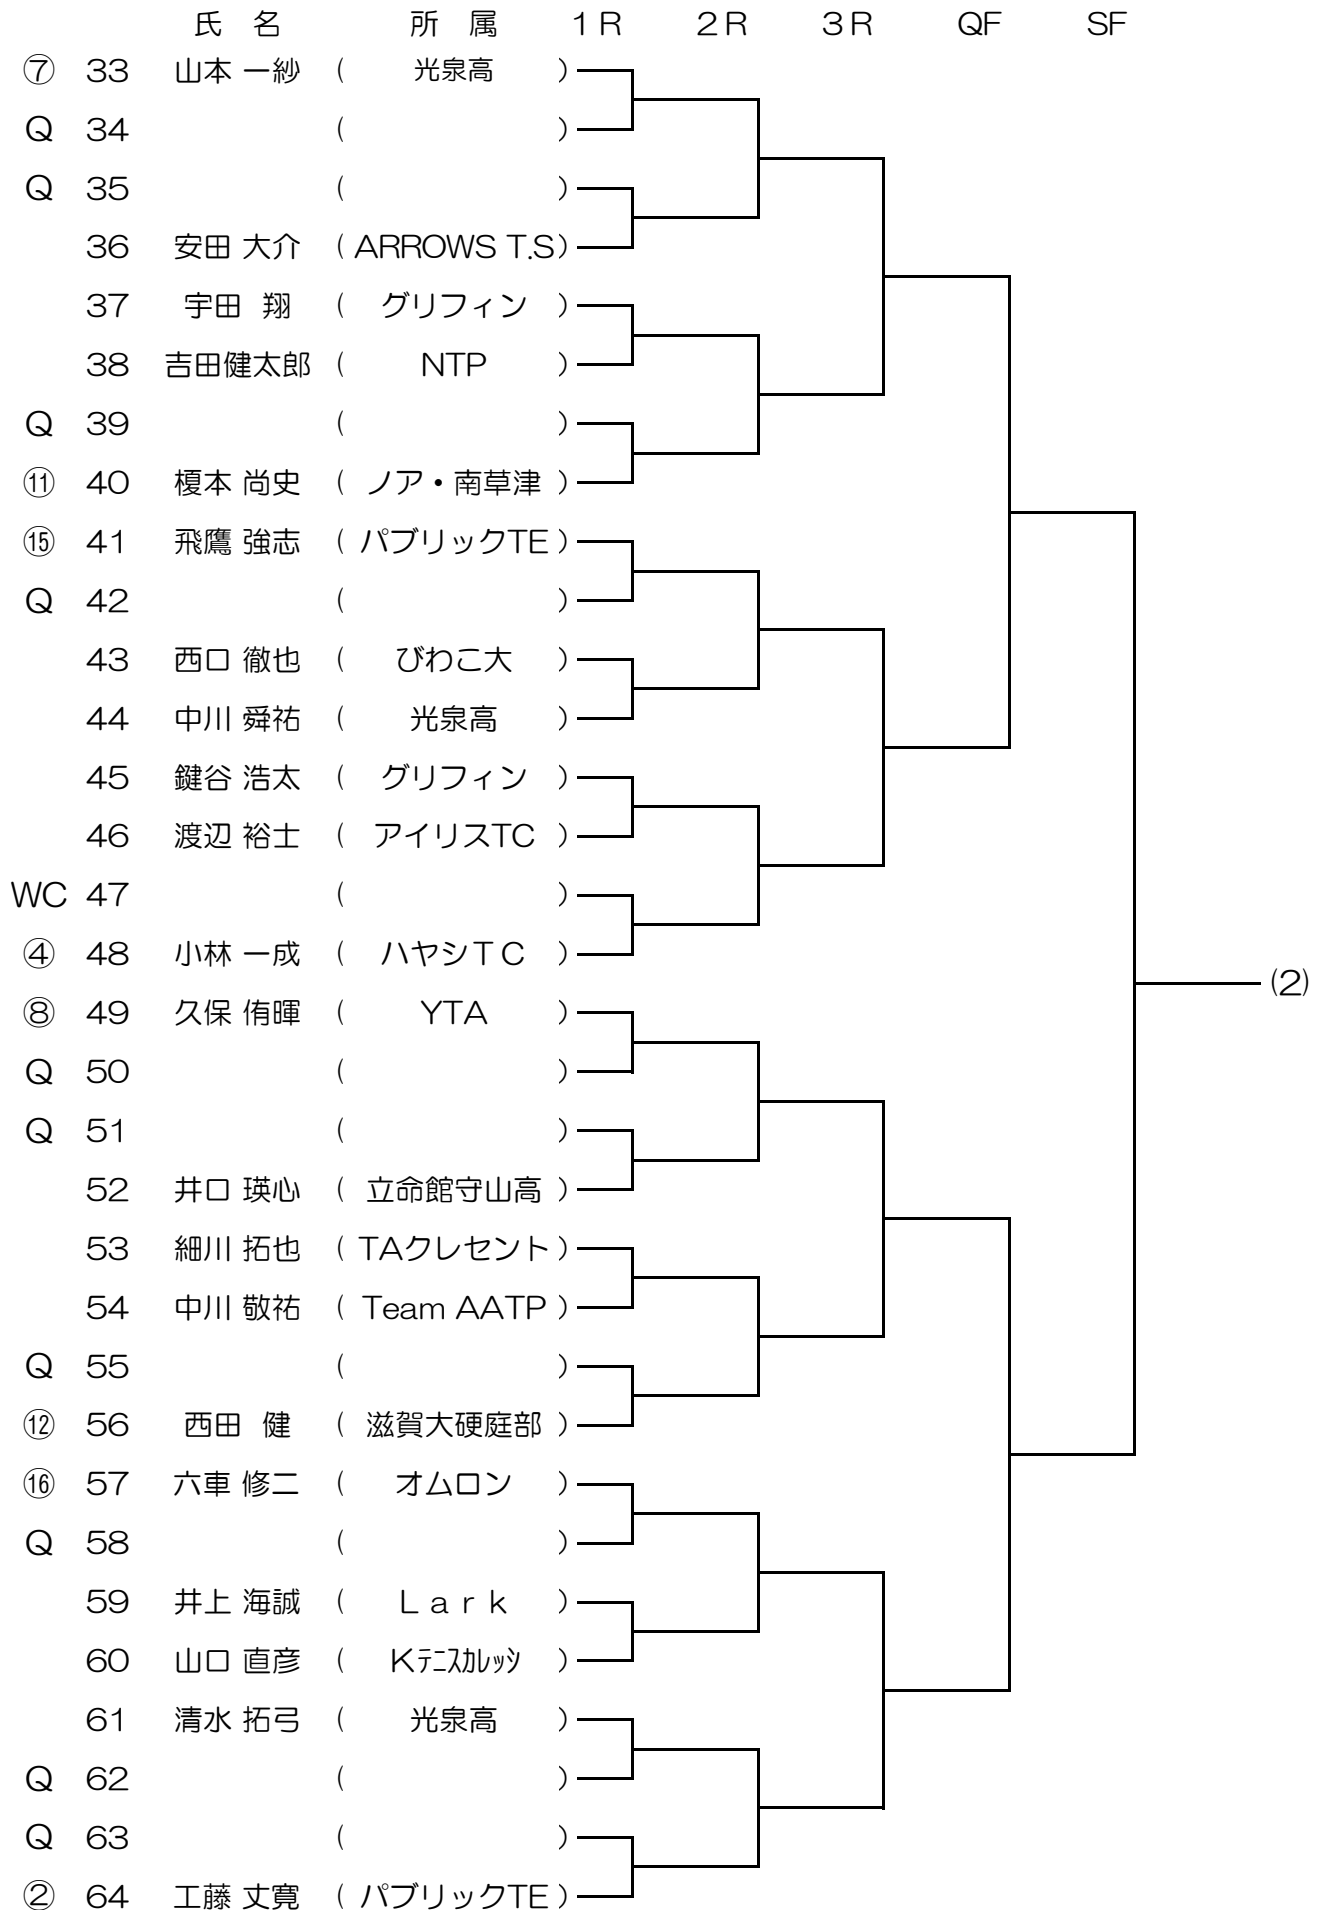 氏 名 所 属 1R 2R 3R QF SF
⑦ 33 山本 一紗 ( 光泉高 )
Q 34 ( )
Q 35 ( )
36 安田 大介 ( ARROWS T.S )
37 宇田 翔 ( グリフィン )
38 吉田健太郎 ( NTP )
Q 39 ( )
⑪ 40 榎本 尚史 ( ノア・南草津 )
⑮ 41 飛鷹 強志 ( パブリックTE )
Q 42 ( )
43 西口 徹也 ( びわこ大 )
44 中川 舜祐 ( 光泉高 )
45 鍵谷 浩太 ( グリフィン )
46 渡辺 裕士 ( アイリスTC )
WC 47 ( )
④ 48 小林 一成 ( ハヤシTC )
(2)
⑧ 49 久保 侑暉 ( YTA )
Q 50 ( )
Q 51 ( )
52 井口 瑛心 ( 立命館守山高 )
53 細川 拓也 ( TAクレセント )
54 中川 敬祐 ( Team AATP )
Q 55 ( )
⑫ 56 西田 健 ( 滋賀大硬庭部 )
⑯ 57 六車 修二 ( オムロン )
Q 58 ( )
59 井上 海誠 ( Lark )
60 山口 直彦 ( Kﾃﾆｽｶﾚｯｼﾞ )
61 清水 拓弓 ( 光泉高 )
Q 62 ( )
Q 63 ( )
② 64 工藤 丈寛 ( パブリックTE )